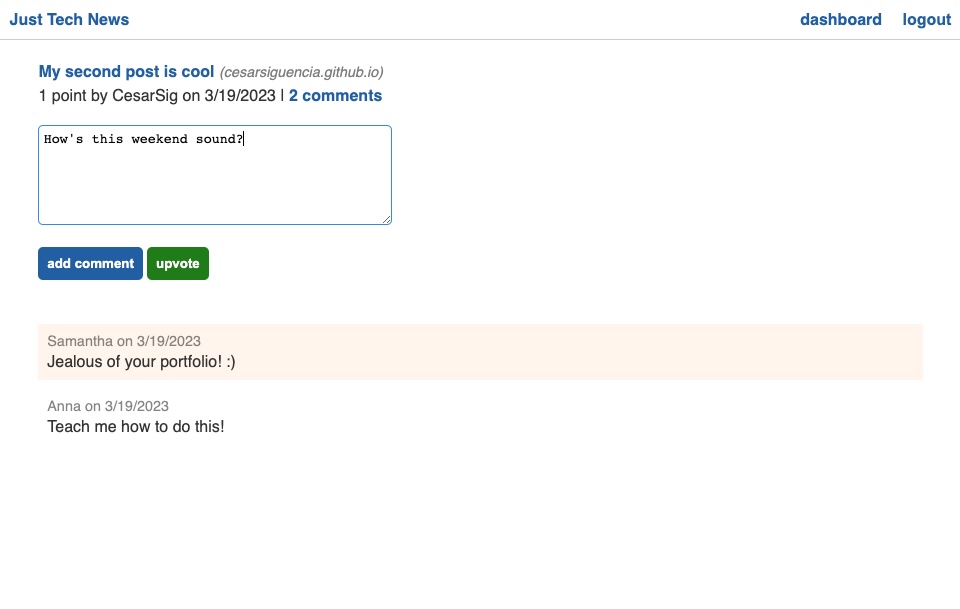 Just Tech News dashboard logout
My second post is cool (cesarsiguencia.github.io)
1 point by CesarSig on 3/19/2023 | 2 comments
How's this weekend sound?
add comment upvote
Samantha on 3/19/2023
Jealous of your portfolio! :)
Anna on 3/19/2023
Teach me how to do this!